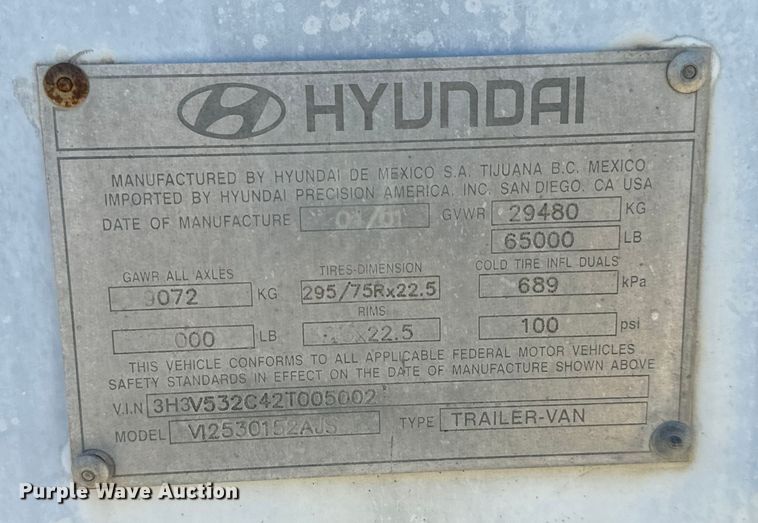 HYUNDAI
MANUFACTURED BY HYUNDAI DE MEXICO S.A. TIJUANA B.C. MEXICO
IMPORTED BY HYUNDAI PRECISION AMERICA, INC. SAN DIEGO, CA USA
DATE OF MANUFACTURE GVWR 29480 KG
65000 LB
GAWR ALL AXLES TIRES-DIMENSION COLD TIRE INFL DUALS
9072 KG 295/75Rx22.5 689 kPa
RIMS
LB 100 psi
THIS VEHICLE CONFORMS TO ALL APPLICABLE FEDERAL MOTOR VEHICLES
SAFETY STANDARDS IN EFFECT ON THE DATE OF MANUFACTURE SHOWN ABOVE
V.I.N 3H3V532C42T005002
MODEL VI2530152AJS TYPE TRAILER-VAN
Purple Wave Auction